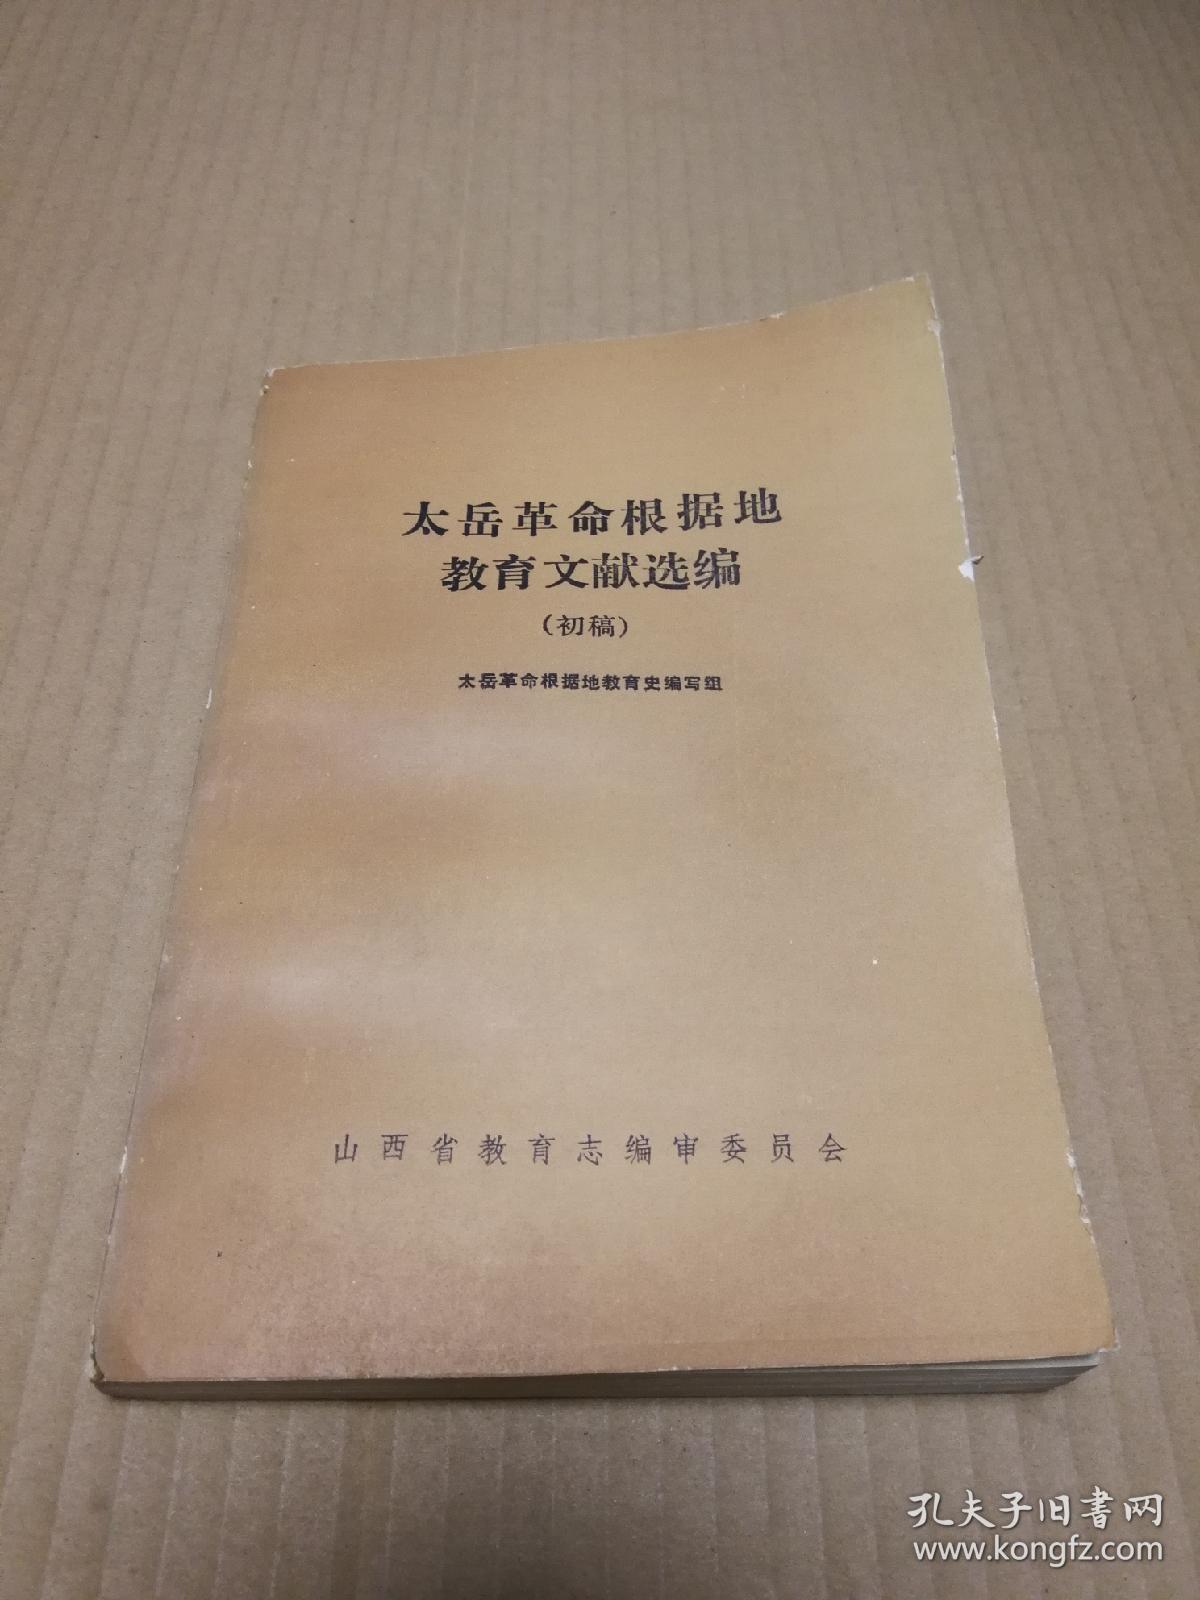 太岳革命根据地
教育文献选编
（初稿）
太岳革命根据地教育史编写组
山西省教育志编审委员会
孔夫子旧书网
www.kongfz.com